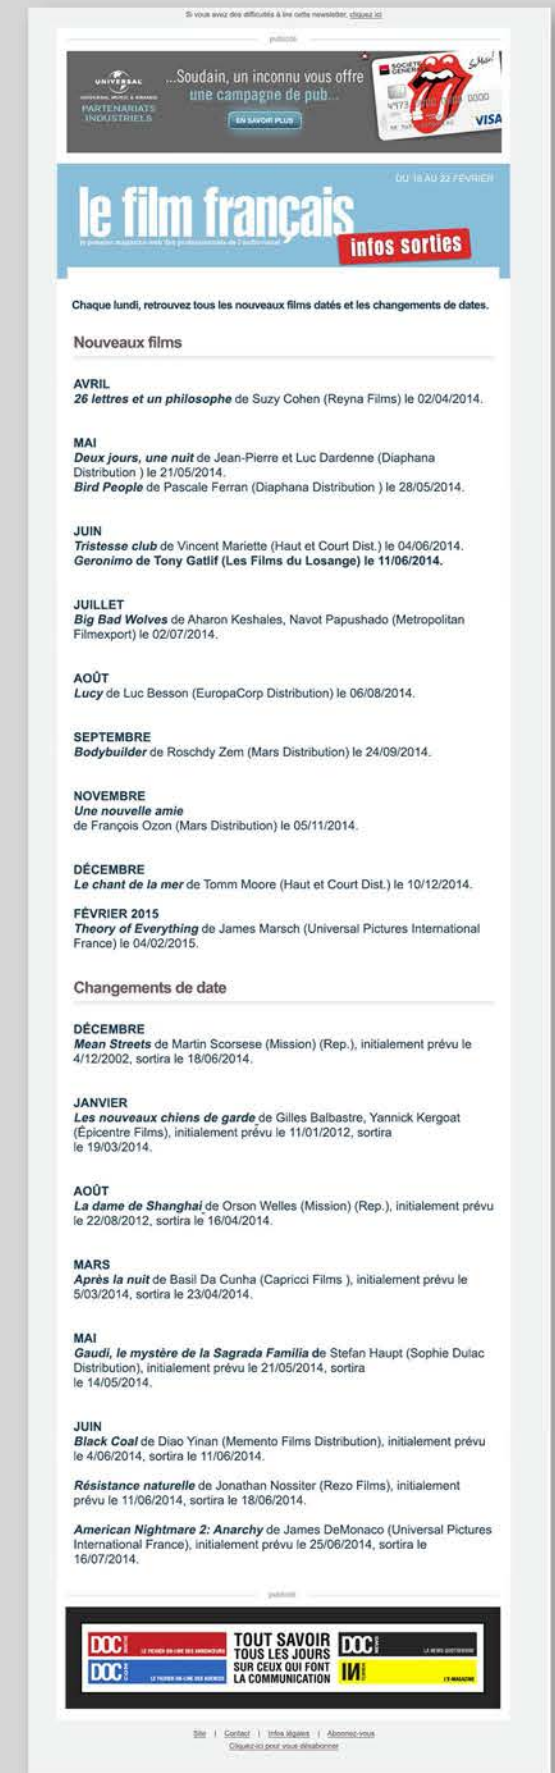 Si vous avez des difficultés à lire cette newsletter, cliquez ici
publicité
UNIVERSAL
PARTENARIATS
INDUSTRIELS
...Soudain, un inconnu vous offre
une campagne de pub...
EN SAVOIR PLUS
SOCIETE
GENERALE
VISA
DU 16 AU 22 FÉVRIER
le film français
infos sorties
Chaque lundi, retrouvez tous les nouveaux films datés et les changements de dates.
Nouveaux films
AVRIL
26 lettres et un philosophe de Suzy Cohen (Reyna Films) le 02/04/2014.
MAI
Deux jours, une nuit de Jean-Pierre et Luc Dardenne (Diaphana
Distribution ) le 21/05/2014.
Bird People de Pascale Ferran (Diaphana Distribution ) le 28/05/2014.
JUIN
Tristesse club de Vincent Mariette (Haut et Court Dist.) le 04/06/2014.
Geronimo de Tony Gatlif (Les Films du Losange) le 11/06/2014.
JUILLET
Big Bad Wolves de Aharon Keshales, Navot Papushado (Metropolitan
Filmexport) le 02/07/2014.
AOÛT
Lucy de Luc Besson (EuropaCorp Distribution) le 06/08/2014.
SEPTEMBRE
Bodybuilder de Roschdy Zem (Mars Distribution) le 24/09/2014.
NOVEMBRE
Une nouvelle amie
de François Ozon (Mars Distribution) le 05/11/2014.
DÉCEMBRE
Le chant de la mer de Tomm Moore (Haut et Court Dist.) le 10/12/2014.
FÉVRIER 2015
Theory of Everything de James Marsch (Universal Pictures International
France) le 04/02/2015.
Changements de date
DÉCEMBRE
Mean Streets de Martin Scorsese (Mission) (Rep.), initialement prévu le
4/12/2002, sortira le 18/06/2014.
JANVIER
Les nouveaux chiens de garde de Gilles Balbastre, Yannick Kergoat
(Épicentre Films), initialement prévu le 11/01/2012, sortira
le 19/03/2014.
AOÛT
La dame de Shanghai de Orson Welles (Mission) (Rep.), initialement prévu
le 22/08/2012, sortira le 16/04/2014.
MARS
Après la nuit de Basil Da Cunha (Capricci Films ), initialement prévu le
5/03/2014, sortira le 23/04/2014.
MAI
Gaudi, le mystère de la Sagrada Familia de Stefan Haupt (Sophie Dulac
Distribution), initialement prévu le 21/05/2014, sortira
le 14/05/2014.
JUIN
Black Coal de Diao Yinan (Memento Films Distribution), initialement prévu
le 4/06/2014, sortira le 11/06/2014.
Résistance naturelle de Jonathan Nossiter (Rezo Films), initialement
prévu le 11/06/2014, sortira le 18/06/2014.
American Nightmare 2: Anarchy de James DeMonaco (Universal Pictures
International France), initialement prévu le 25/06/2014, sortira le
16/07/2014.
publicité
DOC
LE FICHIER ON-LINE DES ANNONCEURS
DOC
LE FICHIER ON-LINE DES AGENCES
TOUT SAVOIR
TOUS LES JOURS
SUR CEUX QUI FONT
LA COMMUNICATION
DOC
NEWS
LA NEWS QUOTIDIENNE
IN
L'E-MAGAZINE
Site | Contact | Infos légales | Abonnez-vous
Cliquez-ici pour vous désabonner